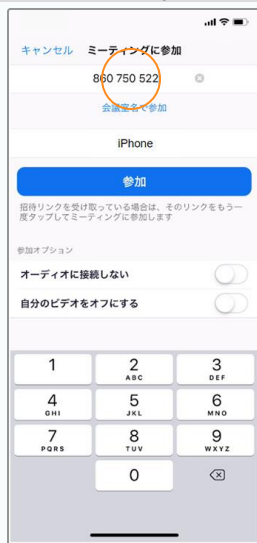 キャンセル ミーティングに参加
860 750 522
会議室名で参加
iPhone
参加
招待リンクを受け取っている場合は、そのリンクをもう一
度タップしてミーティングに参加します
参加オプション
オーディオに接続しない
自分のビデオをオフにする
1 2 3
ABC DEF
4 5 6
GHI JKL MNO
7 8 9
PQRS TUV WXYZ
0